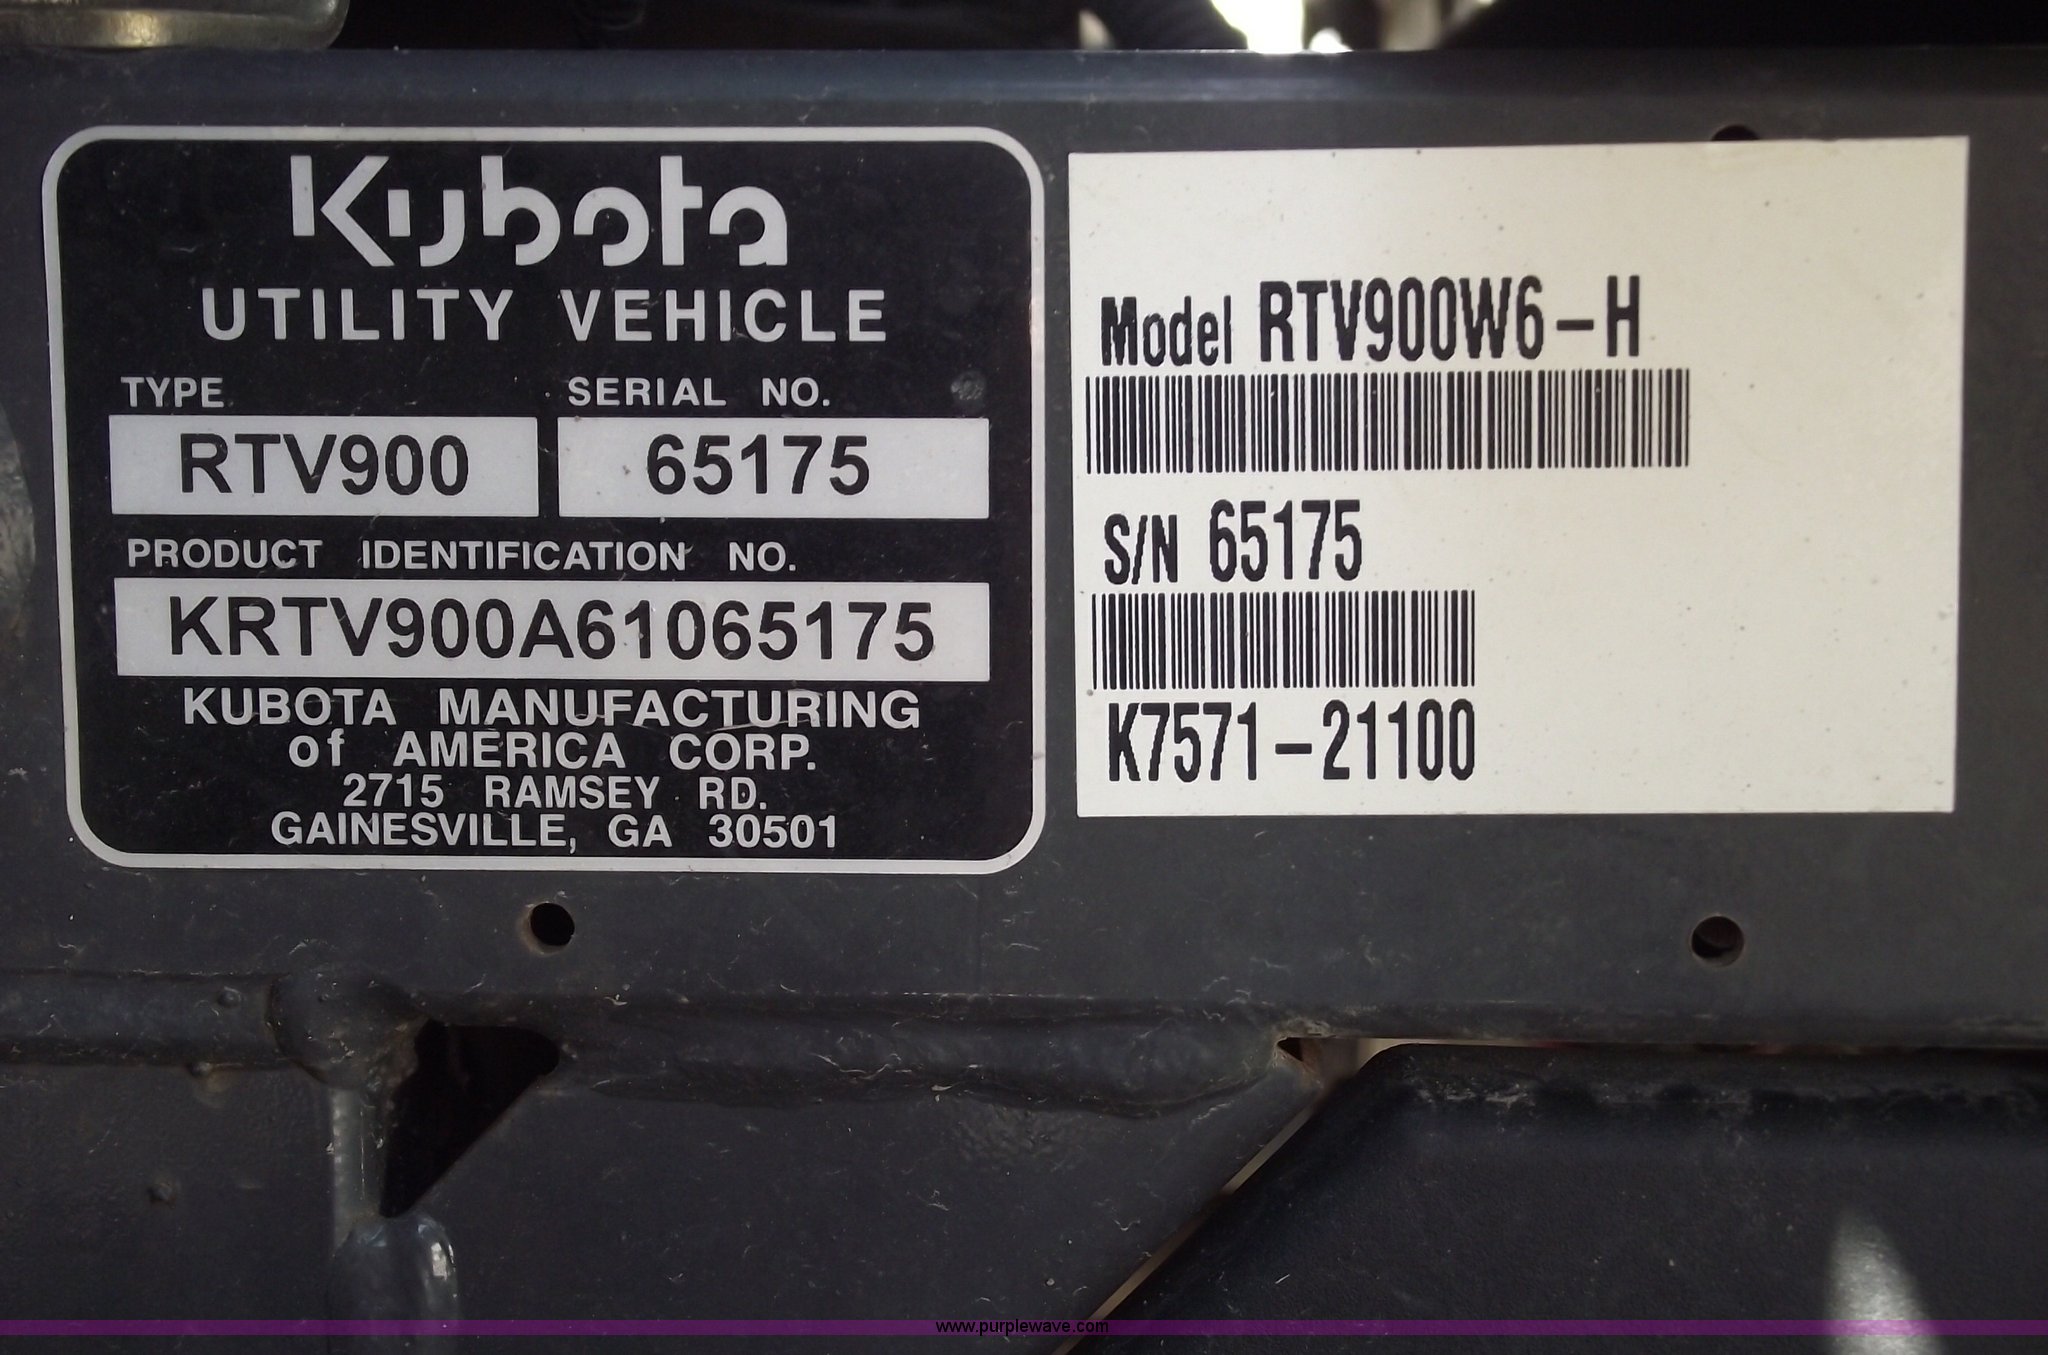 Kubota
UTILITY VEHICLE
TYPE SERIAL NO.
RTV900 65175
PRODUCT IDENTIFICATION NO.
KRTV900A61065175
KUBOTA MANUFACTURING
of AMERICA CORP.
2715 RAMSEY RD.
GAINESVILLE, GA 30501
Model RTV900W6-H
S/N 65175
K7571-21100
www.purplewave.com